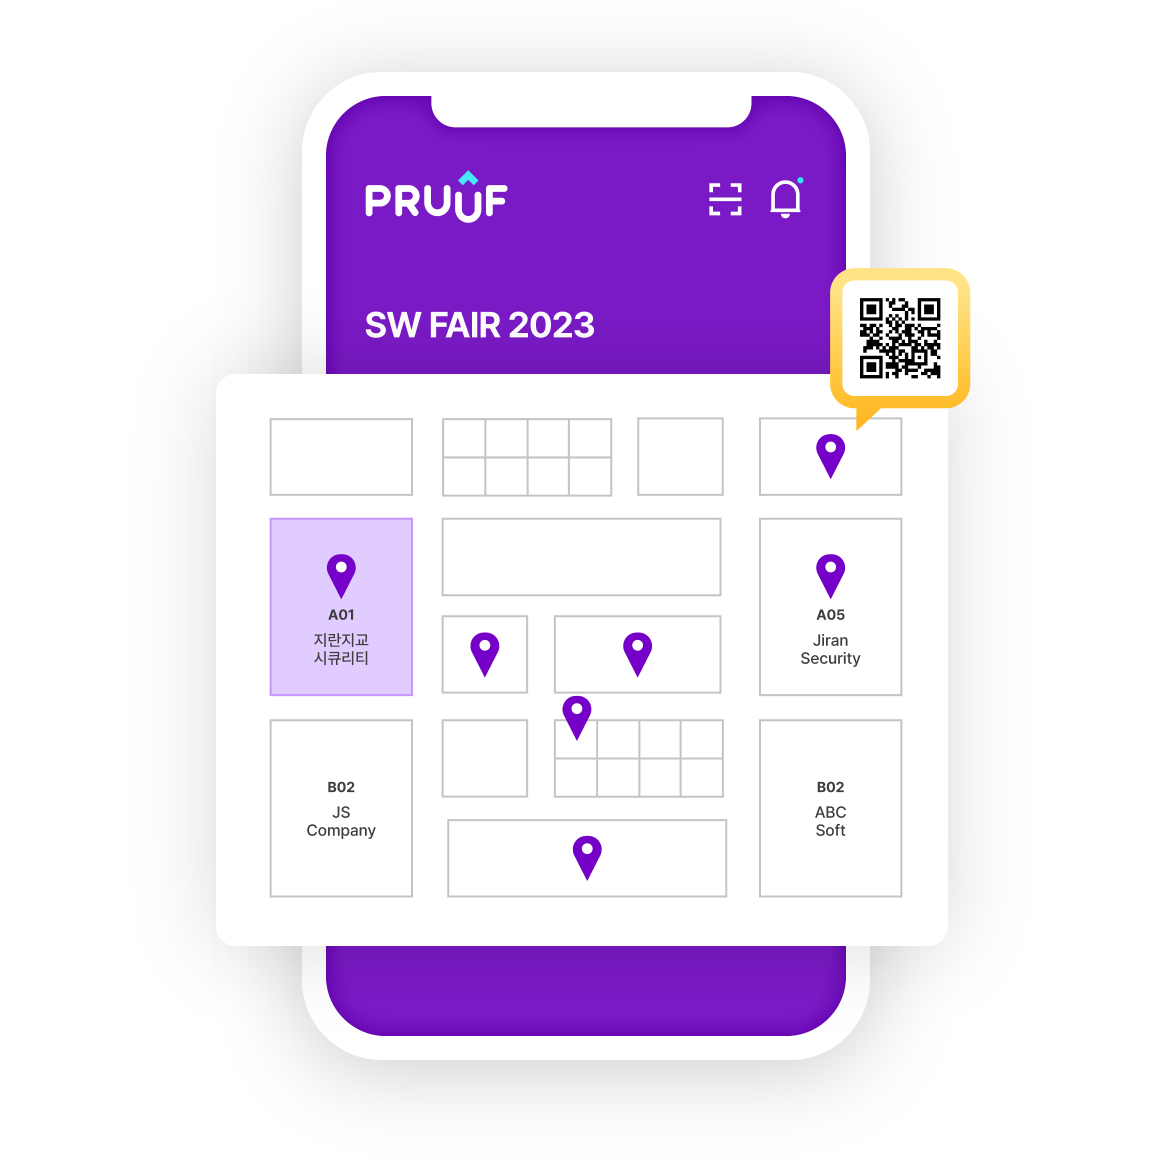 PRUUF
SW FAIR 2023
A01
지란지교
시큐리티
A05
Jiran
Security
B02
JS
Company
B02
ABC
Soft